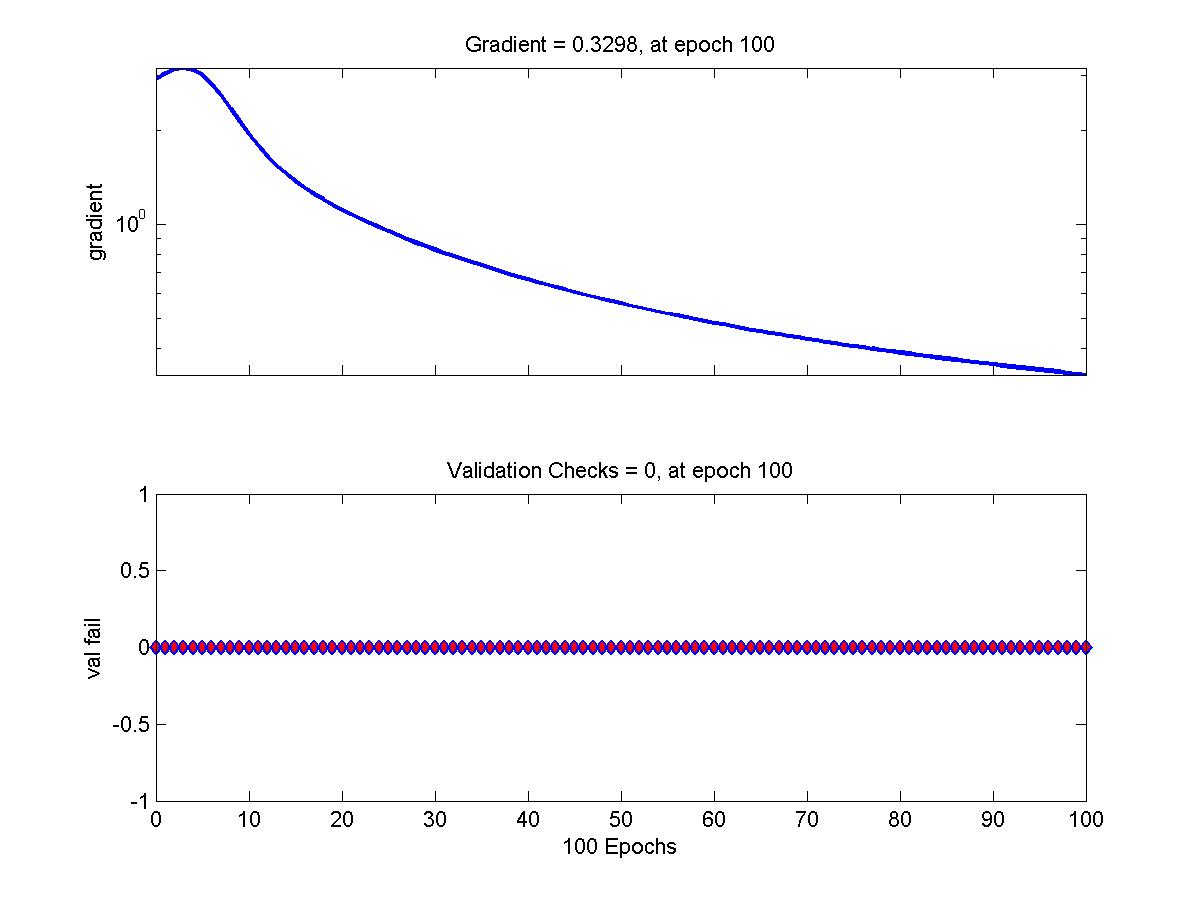 Gradient = 0.3298, at epoch 100
gradient
10^0
Validation Checks = 0, at epoch 100
val fail
1
0.5
0
-0.5
-1
0 10 20 30 40 50 60 70 80 90 100
100 Epochs